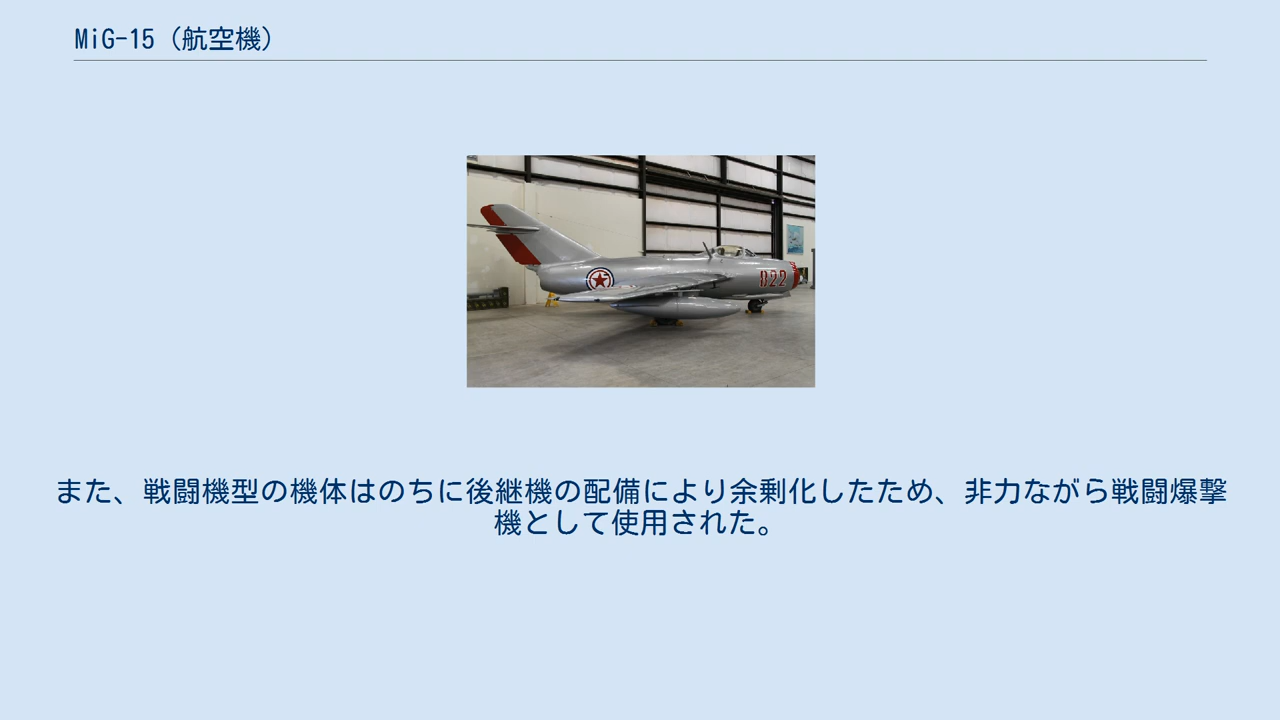 MiG-15（航空機）
022
また、戦闘機型の機体はのちに後継機の配備により余剰化したため、非力ながら戦闘爆撃
機として使用された。